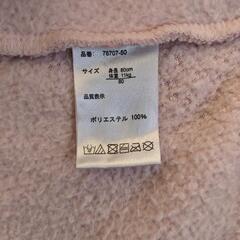 品番: 76707-80
サイズ 身長 80cm
体重 11kg
80
品質表示
ポリエステル 100%